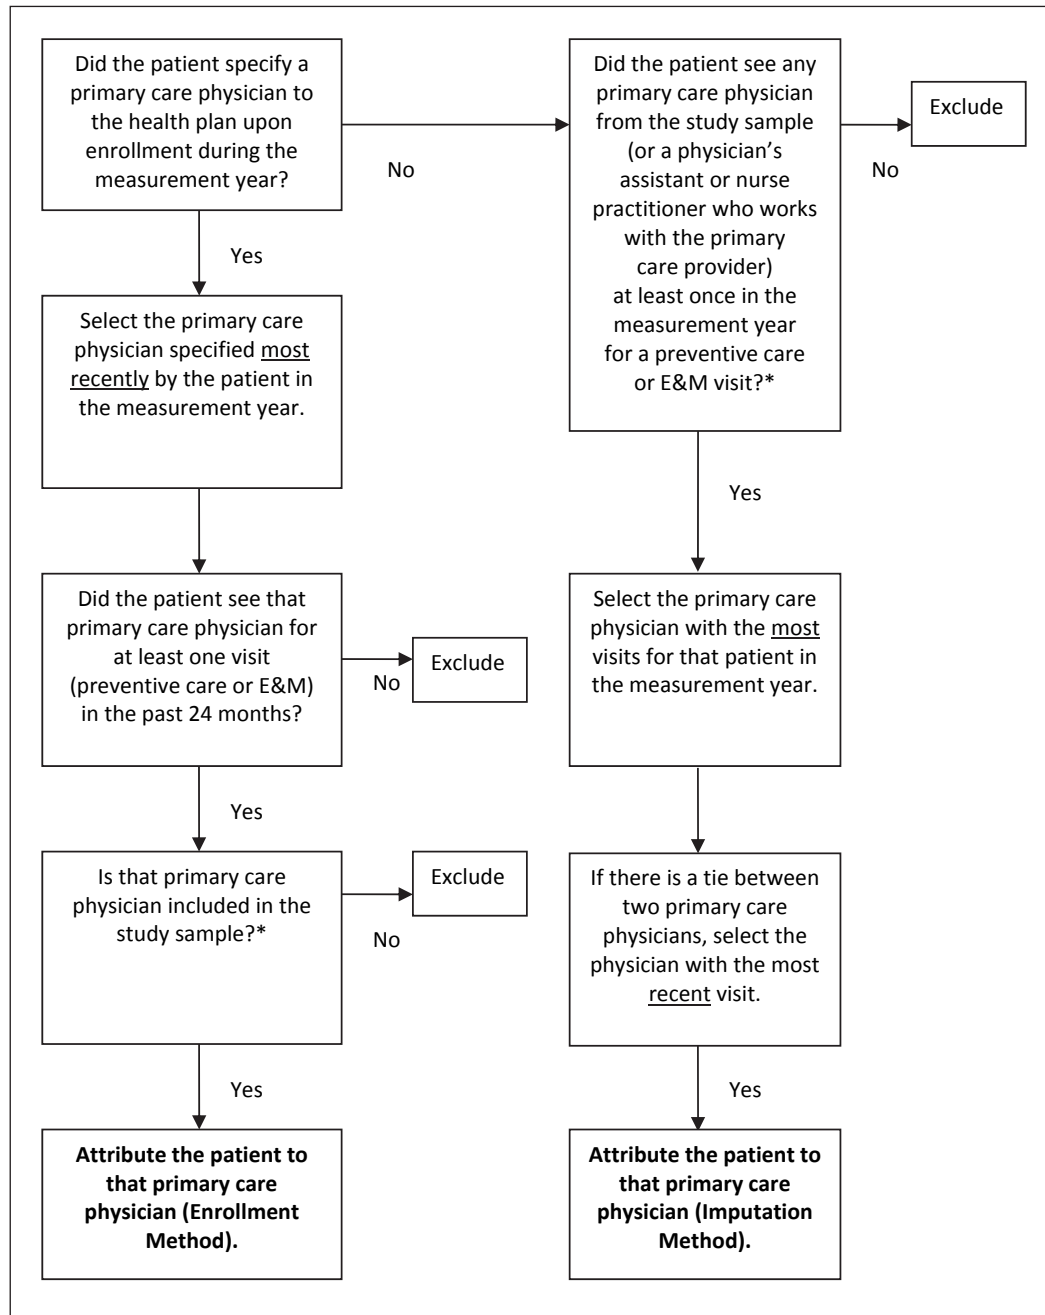 Did the patient specify a
primary care physician to
the health plan upon
enrollment during the
measurement year?
No
Did the patient see any
primary care physician
from the study sample
(or a physician's
assistant or nurse
practitioner who works
with the primary
care provider)
at least once in the
measurement year
for a preventive care
or E&M visit?*
No
Exclude
Yes
Select the primary care
physician specified most
recently by the patient in
the measurement year.
Yes
Did the patient see that
primary care physician for
at least one visit
(preventive care or E&M)
in the past 24 months?
No
Exclude
Select the primary care
physician with the most
visits for that patient in
the measurement year.
Yes
Is that primary care
physician included in the
study sample?*
No
Exclude
If there is a tie between
two primary care
physicians, select the
physician with the most
recent visit.
Yes
Yes
Attribute the patient to
that primary care
physician (Enrollment
Method).
Attribute the patient to
that primary care
physician (Imputation
Method).